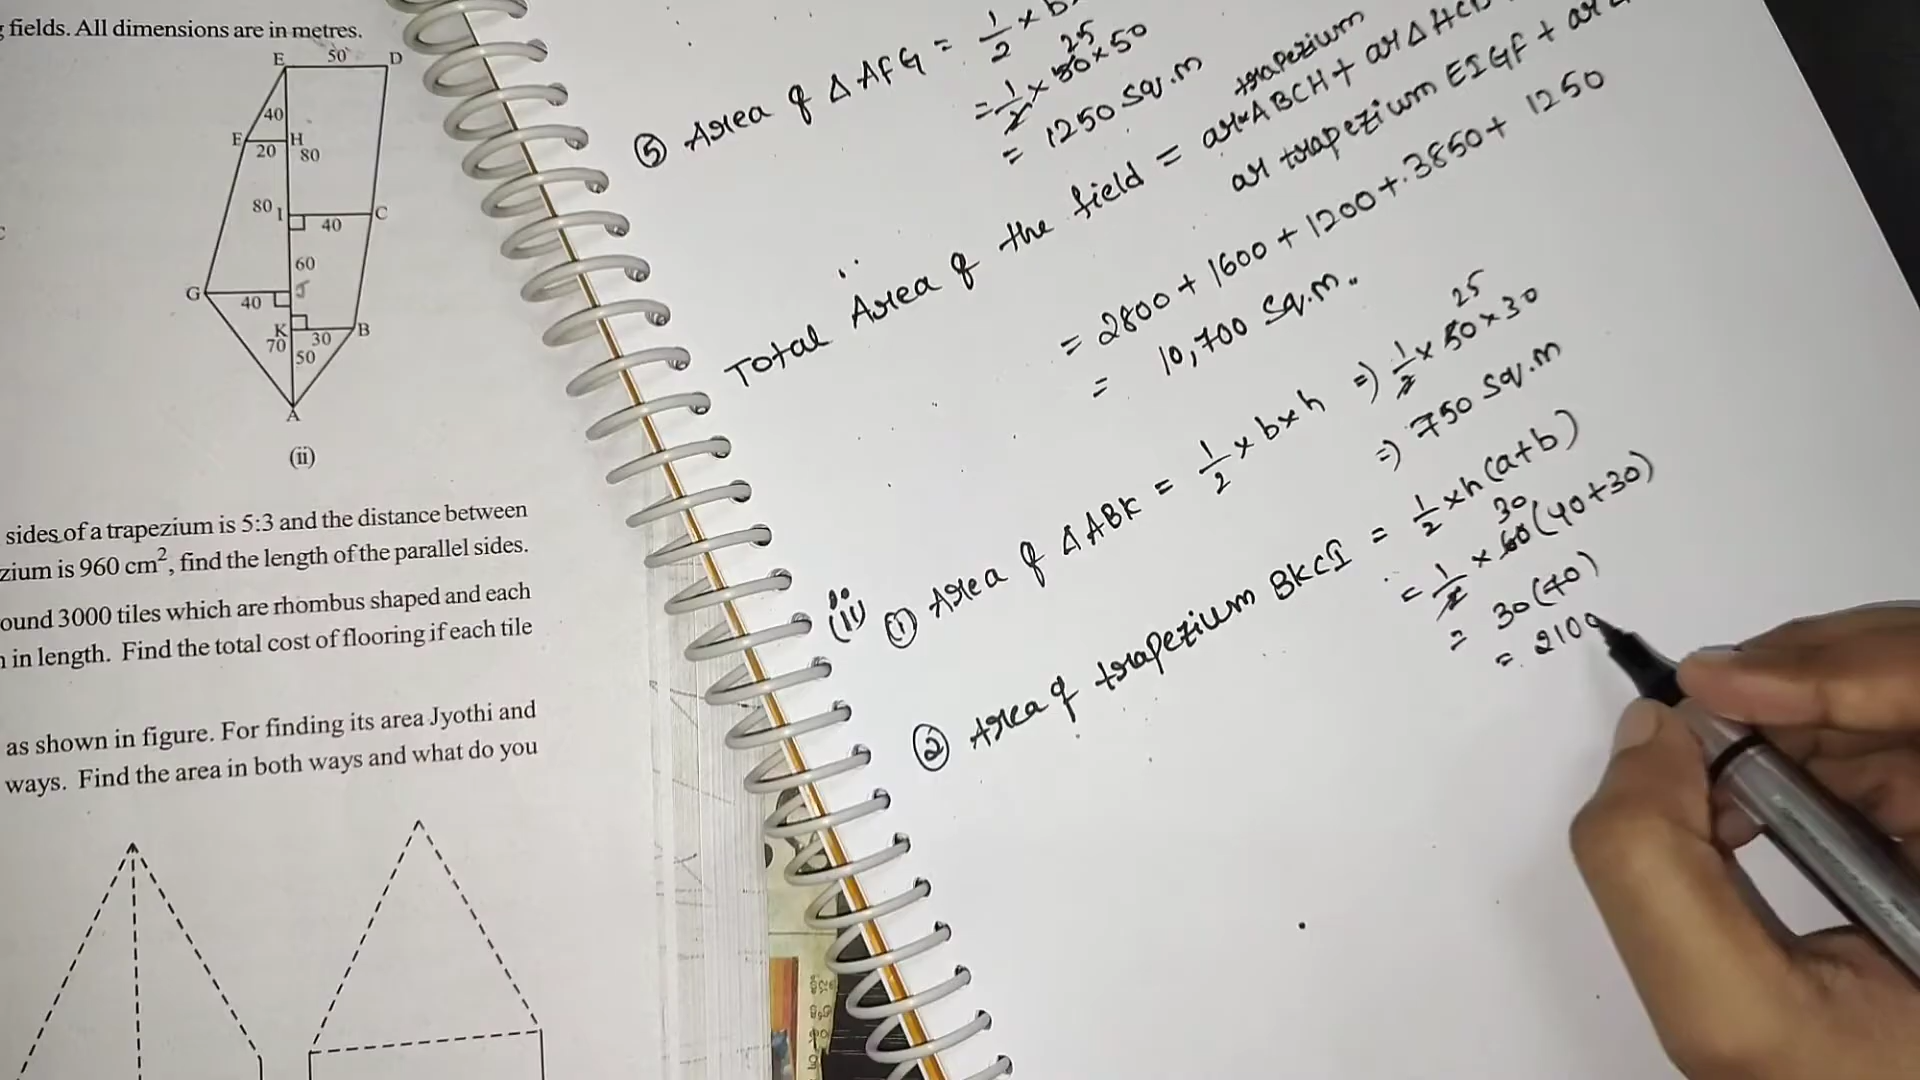 fields. All dimensions are in metres.
E 50 D
40
F H
20 80
80 I C
40
60
G J
40
K B
70 30
50
A
(ii)
sides of a trapezium is 5:3 and the distance between
zium is 960 cm², find the length of the parallel sides.
ound 3000 tiles which are rhombus shaped and each
in length. Find the total cost of flooring if each tile
as shown in figure. For finding its area Jyothi and
ways. Find the area in both ways and what do you
⑤ Area of △ AFG = 1/2 × b
= 1/2 × 50 × 50
25
= 1250 sq.m
trapezium
∴ Total Area of the field = ar ABCH + ar △ HCD
ar trapezium EIGF + ar
= 2800 + 1600 + 1200 + 3850 + 1250
= 10,700 Sq.m.
(ii) ① Area of △ ABK = 1/2 × b × h ⇒ 1/2 × 50 × 30
25
⇒ 750 sq.m
② Area of trapezium BKCI = 1/2 × h (a+b)
30
= 1/2 × 60 (40+30)
= 30 (70)
= 2100